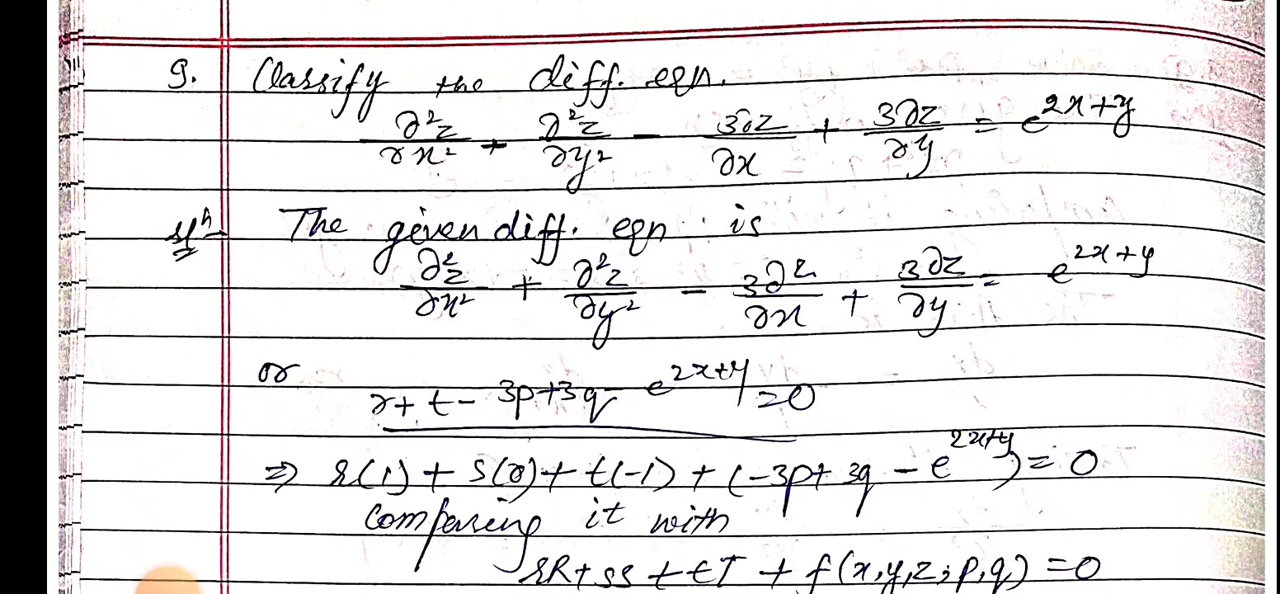 9. Classify the diff. eqn.
∂²z/∂x² + ∂²z/∂y² - 3∂z/∂x + 3∂z/∂y = e^{2x+y}
solⁿ The given diff. eqn. is
∂²z/∂x² + ∂²z/∂y² - 3∂z/∂x + 3∂z/∂y = e^{2x+y}
or
r + t - 3p + 3q - e^{2x+y} = 0
⇒ r(1) + s(0) + t(-1) + (-3p + 3q - e^{2x+y}) = 0
comparing it with
rR + sS + tT + f(x,y,z;p,q) = 0